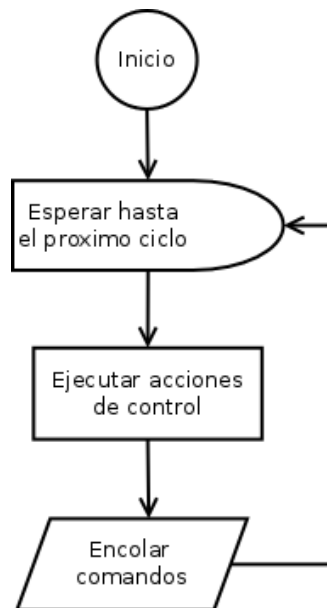 Inicio
Esperar hasta
el proximo ciclo
Ejecutar acciones
de control
Encolar
comandos